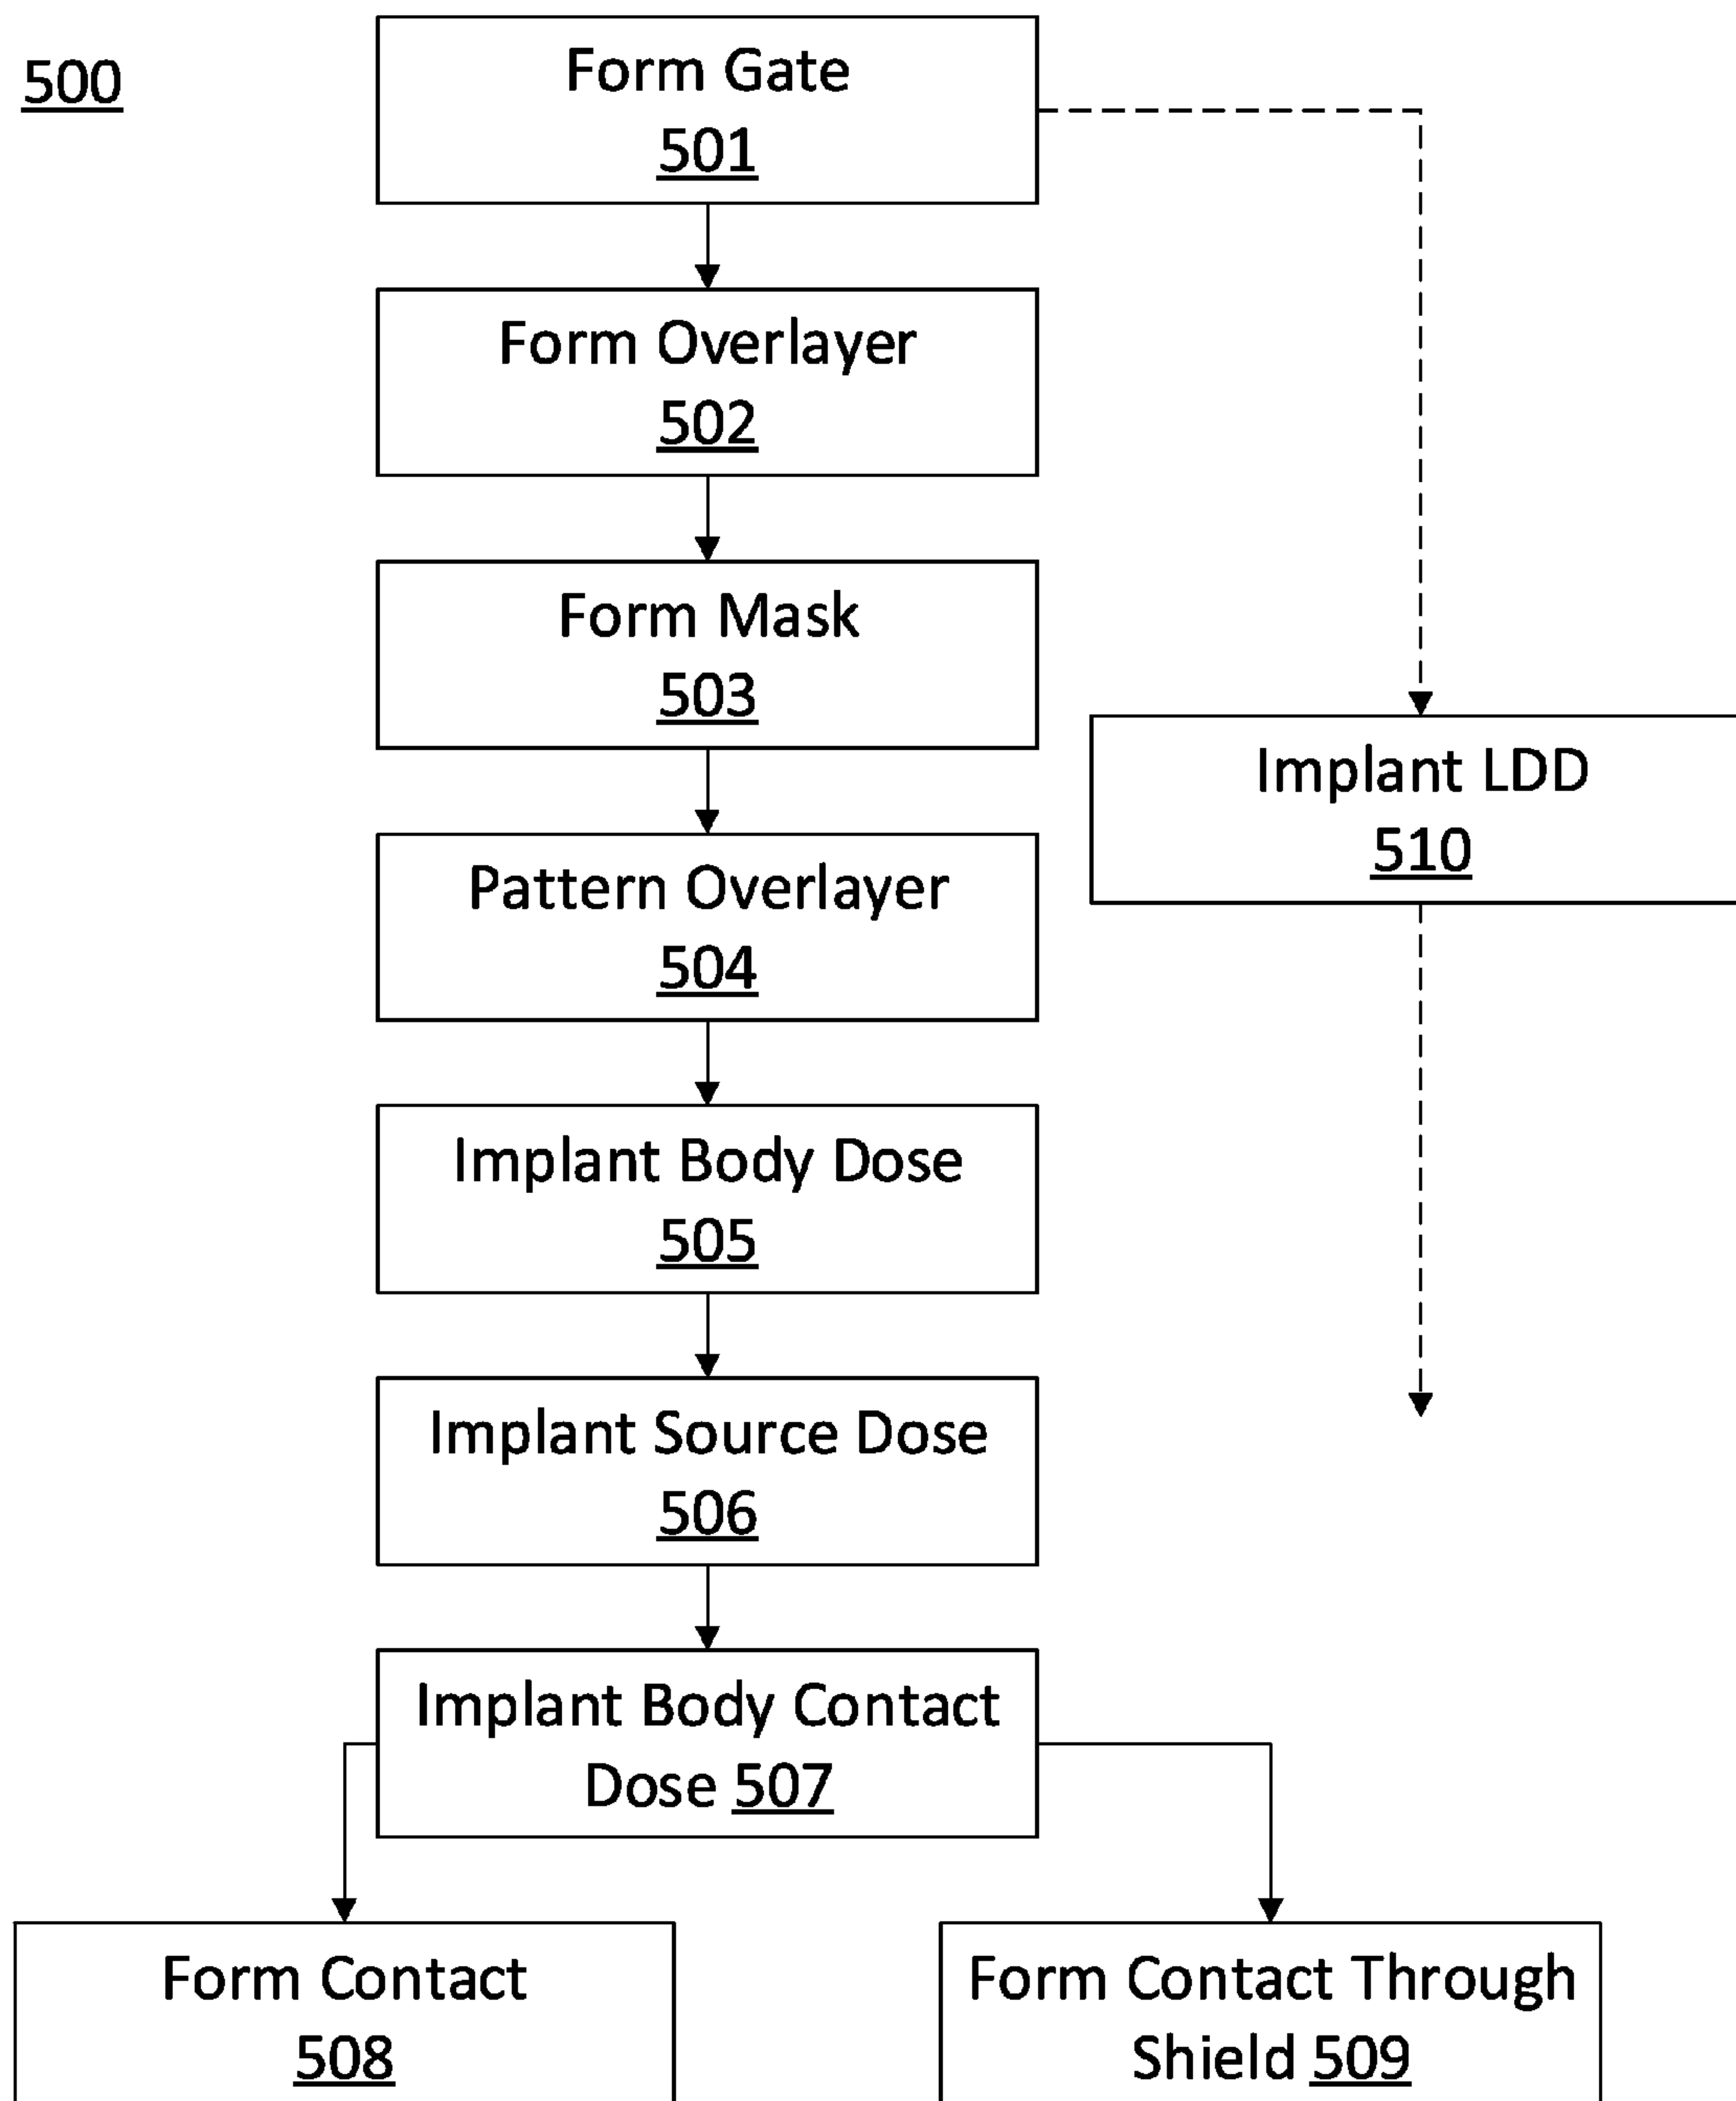 500
Form Gate
501
Form Overlayer
502
Form Mask
503
Implant LDD
510
Pattern Overlayer
504
Implant Body Dose
505
Implant Source Dose
506
Implant Body Contact
Dose 507
Form Contact
508
Form Contact Through
Shield 509